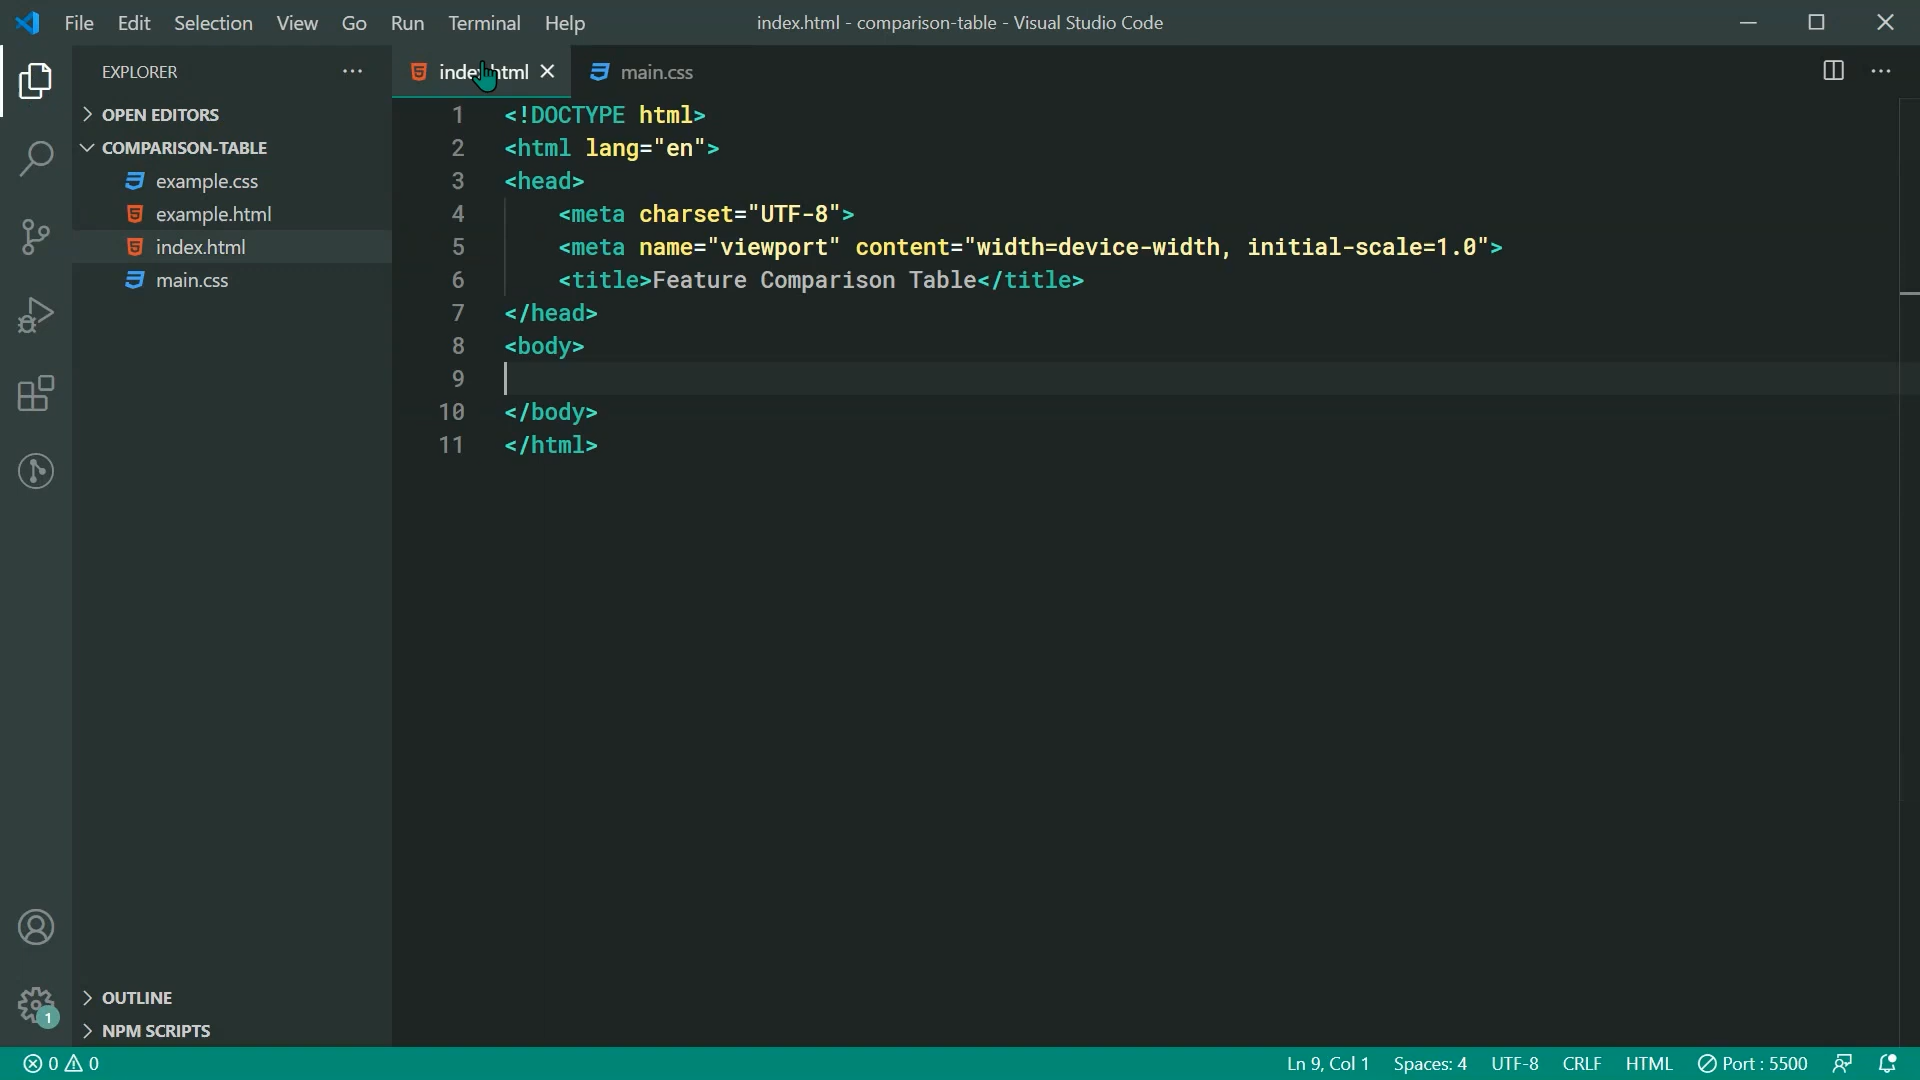 File Edit Selection View Go Run Terminal Help
index.html - comparison-table - Visual Studio Code
EXPLORER
OPEN EDITORS
COMPARISON-TABLE
example.css
example.html
index.html
main.css
OUTLINE
NPM SCRIPTS
index.html
main.css
1 <!DOCTYPE html>
2 <html lang="en">
3 <head>
4 <meta charset="UTF-8">
5 <meta name="viewport" content="width=device-width, initial-scale=1.0">
6 <title>Feature Comparison Table</title>
7 </head>
8 <body>
9
10 </body>
11 </html>
1
0 0
Ln 9, Col 1 Spaces: 4 UTF-8 CRLF HTML Port : 5500